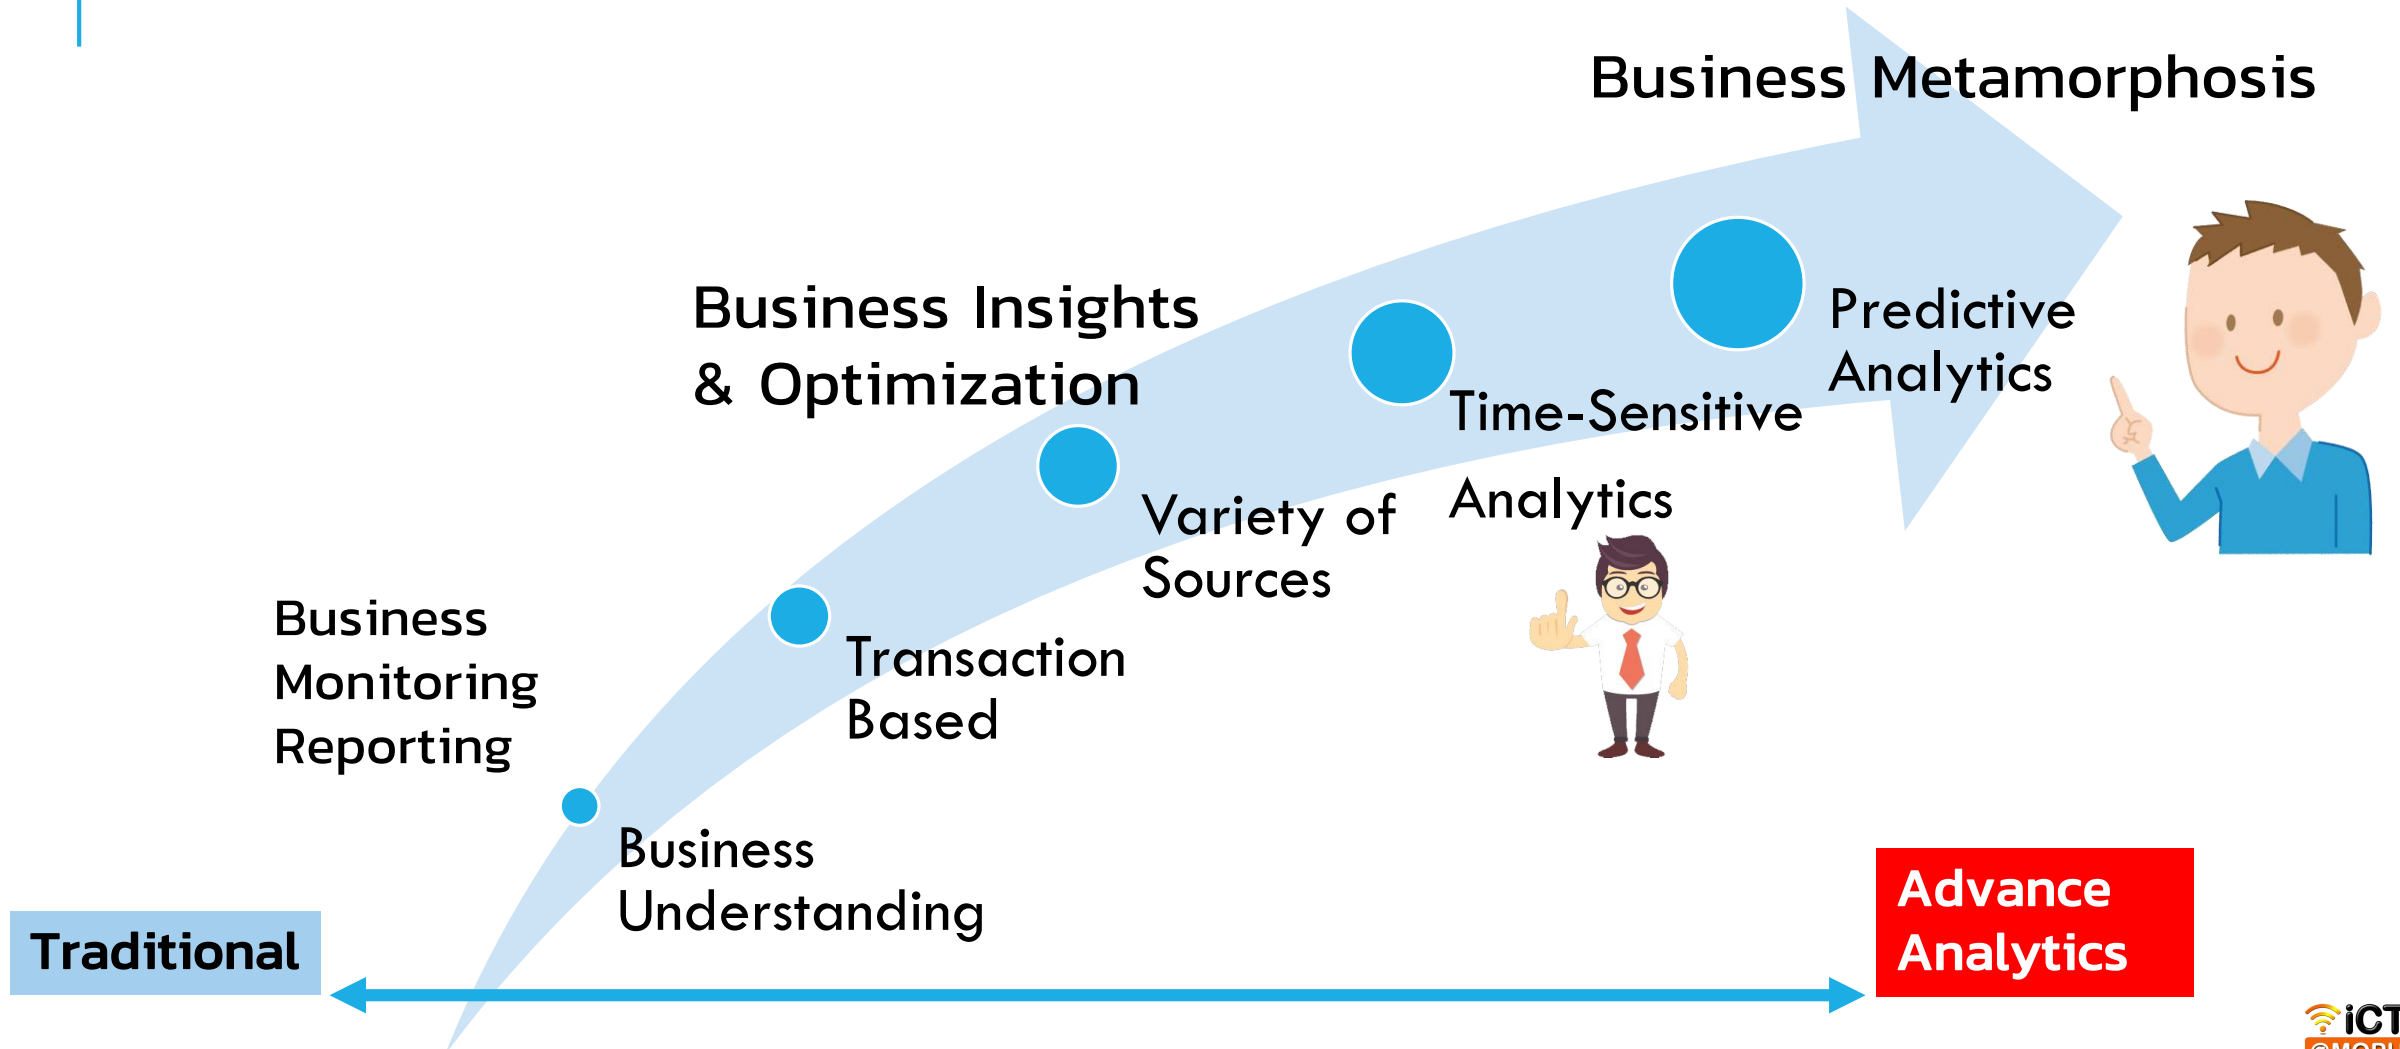 Business Metamorphosis
Business Insights
& Optimization
Predictive
Analytics
Time-Sensitive
Analytics
Variety of
Sources
Business
Monitoring
Reporting
Transaction
Based
Business
Understanding
Traditional
Advance
Analytics
iCT